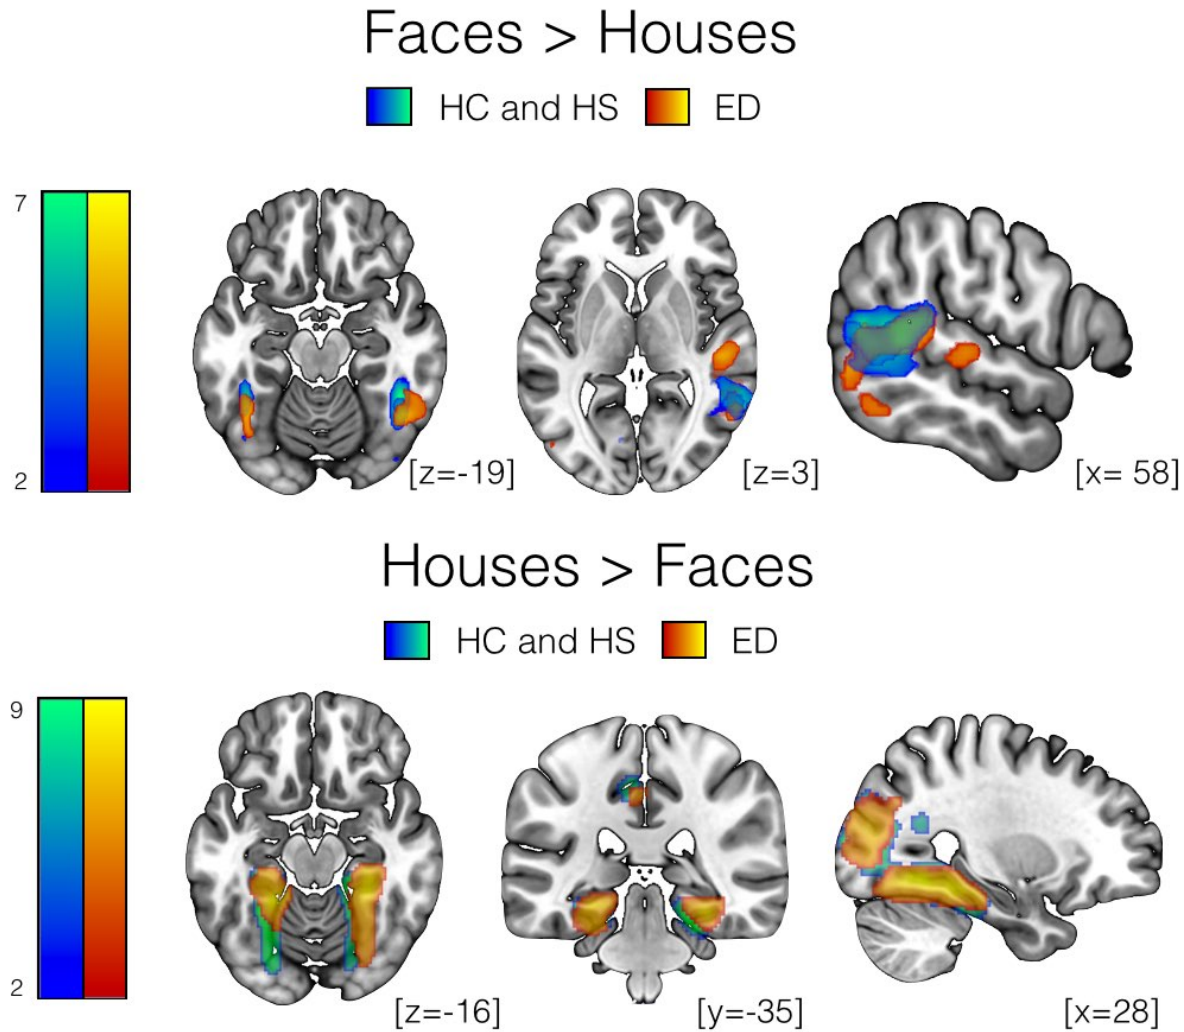 Faces > Houses
HC and HS ED
7
2
[z=-19] [z=3] [x= 58]
Houses > Faces
HC and HS ED
9
2
[z=-16] [y=-35] [x=28]